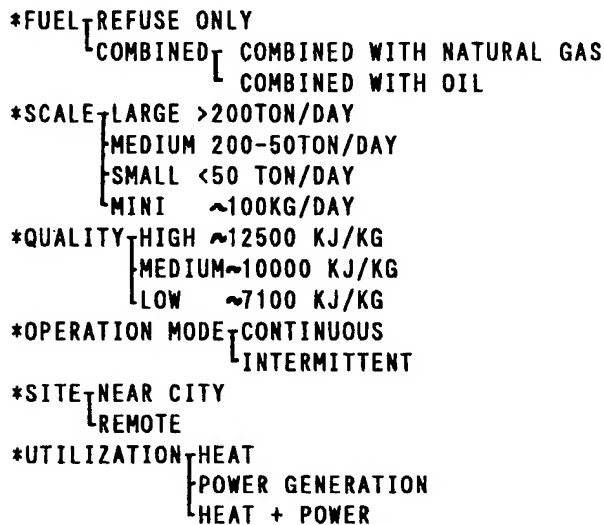 *FUEL REFUSE ONLY
COMBINED COMBINED WITH NATURAL GAS
COMBINED WITH OIL
*SCALE LARGE >200TON/DAY
MEDIUM 200-50TON/DAY
SMALL <50 TON/DAY
MINI ~100KG/DAY
*QUALITY HIGH ~12500 KJ/KG
MEDIUM~10000 KJ/KG
LOW ~7100 KJ/KG
*OPERATION MODE CONTINUOUS
INTERMITTENT
*SITE NEAR CITY
REMOTE
*UTILIZATION HEAT
POWER GENERATION
HEAT + POWER